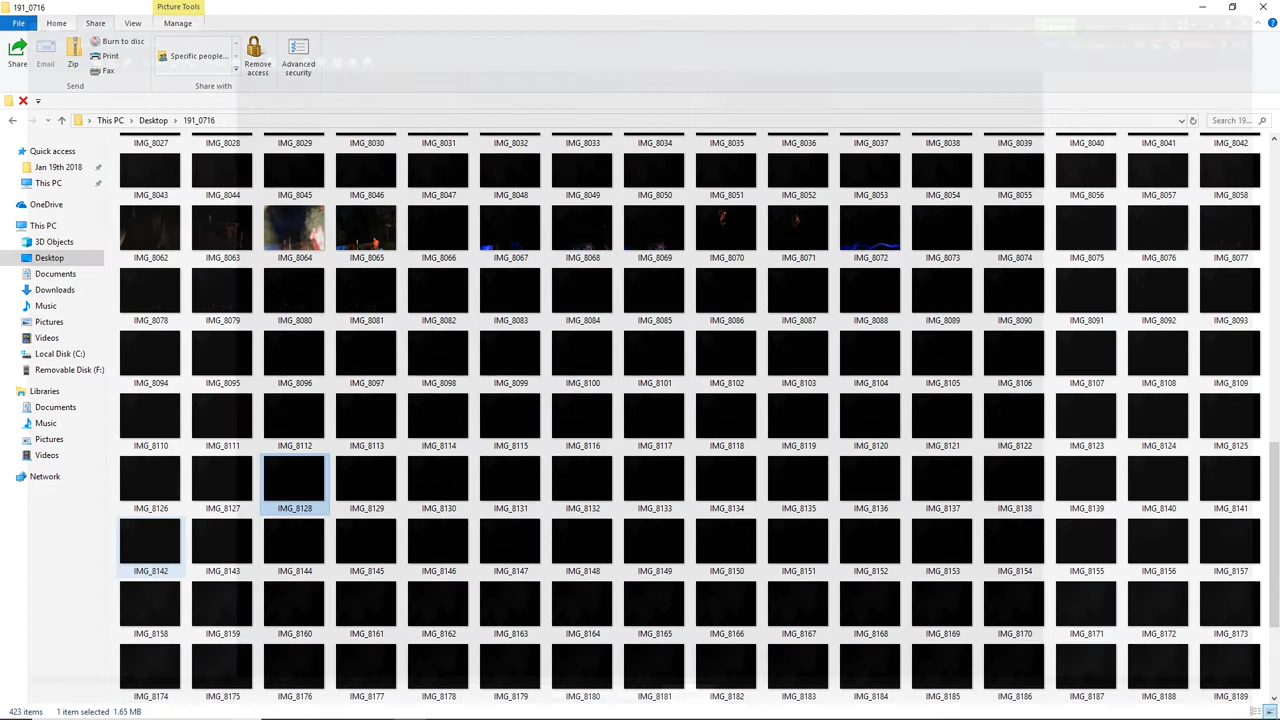 191_0716
Picture Tools
File Home Share View Manage
Share
Email
Zip
Burn to disc
Print
Fax
Specific people...
Remove access
Advanced security
Send
Share with
This PC Desktop 191_0716
Search 19...
Quick access
Jan 19th 2018
This PC
OneDrive
This PC
3D Objects
Desktop
Documents
Downloads
Music
Pictures
Videos
Local Disk (C:)
Removable Disk (F:)
Libraries
Documents
Music
Pictures
Videos
Network
IMG_8027 IMG_8028 IMG_8029 IMG_8030 IMG_8031 IMG_8032 IMG_8033 IMG_8034 IMG_8035 IMG_8036 IMG_8037 IMG_8038 IMG_8039 IMG_8040 IMG_8041 IMG_8042
IMG_8043 IMG_8044 IMG_8045 IMG_8046 IMG_8047 IMG_8048 IMG_8049 IMG_8050 IMG_8051 IMG_8052 IMG_8053 IMG_8054 IMG_8055 IMG_8056 IMG_8057 IMG_8058
IMG_8062 IMG_8063 IMG_8064 IMG_8065 IMG_8066 IMG_8067 IMG_8068 IMG_8069 IMG_8070 IMG_8071 IMG_8072 IMG_8073 IMG_8074 IMG_8075 IMG_8076 IMG_8077
IMG_8078 IMG_8079 IMG_8080 IMG_8081 IMG_8082 IMG_8083 IMG_8084 IMG_8085 IMG_8086 IMG_8087 IMG_8088 IMG_8089 IMG_8090 IMG_8091 IMG_8092 IMG_8093
IMG_8094 IMG_8095 IMG_8096 IMG_8097 IMG_8098 IMG_8099 IMG_8100 IMG_8101 IMG_8102 IMG_8103 IMG_8104 IMG_8105 IMG_8106 IMG_8107 IMG_8108 IMG_8109
IMG_8110 IMG_8111 IMG_8112 IMG_8113 IMG_8114 IMG_8115 IMG_8116 IMG_8117 IMG_8118 IMG_8119 IMG_8120 IMG_8121 IMG_8122 IMG_8123 IMG_8124 IMG_8125
IMG_8126 IMG_8127 IMG_8128 IMG_8129 IMG_8130 IMG_8131 IMG_8132 IMG_8133 IMG_8134 IMG_8135 IMG_8136 IMG_8137 IMG_8138 IMG_8139 IMG_8140 IMG_8141
IMG_8142 IMG_8143 IMG_8144 IMG_8145 IMG_8146 IMG_8147 IMG_8148 IMG_8149 IMG_8150 IMG_8151 IMG_8152 IMG_8153 IMG_8154 IMG_8155 IMG_8156 IMG_8157
IMG_8158 IMG_8159 IMG_8160 IMG_8161 IMG_8162 IMG_8163 IMG_8164 IMG_8165 IMG_8166 IMG_8167 IMG_8168 IMG_8169 IMG_8170 IMG_8171 IMG_8172 IMG_8173
IMG_8174 IMG_8175 IMG_8176 IMG_8177 IMG_8178 IMG_8179 IMG_8180 IMG_8181 IMG_8182 IMG_8183 IMG_8184 IMG_8185 IMG_8186 IMG_8187 IMG_8188 IMG_8189
423 items 1 item selected 1.65 MB